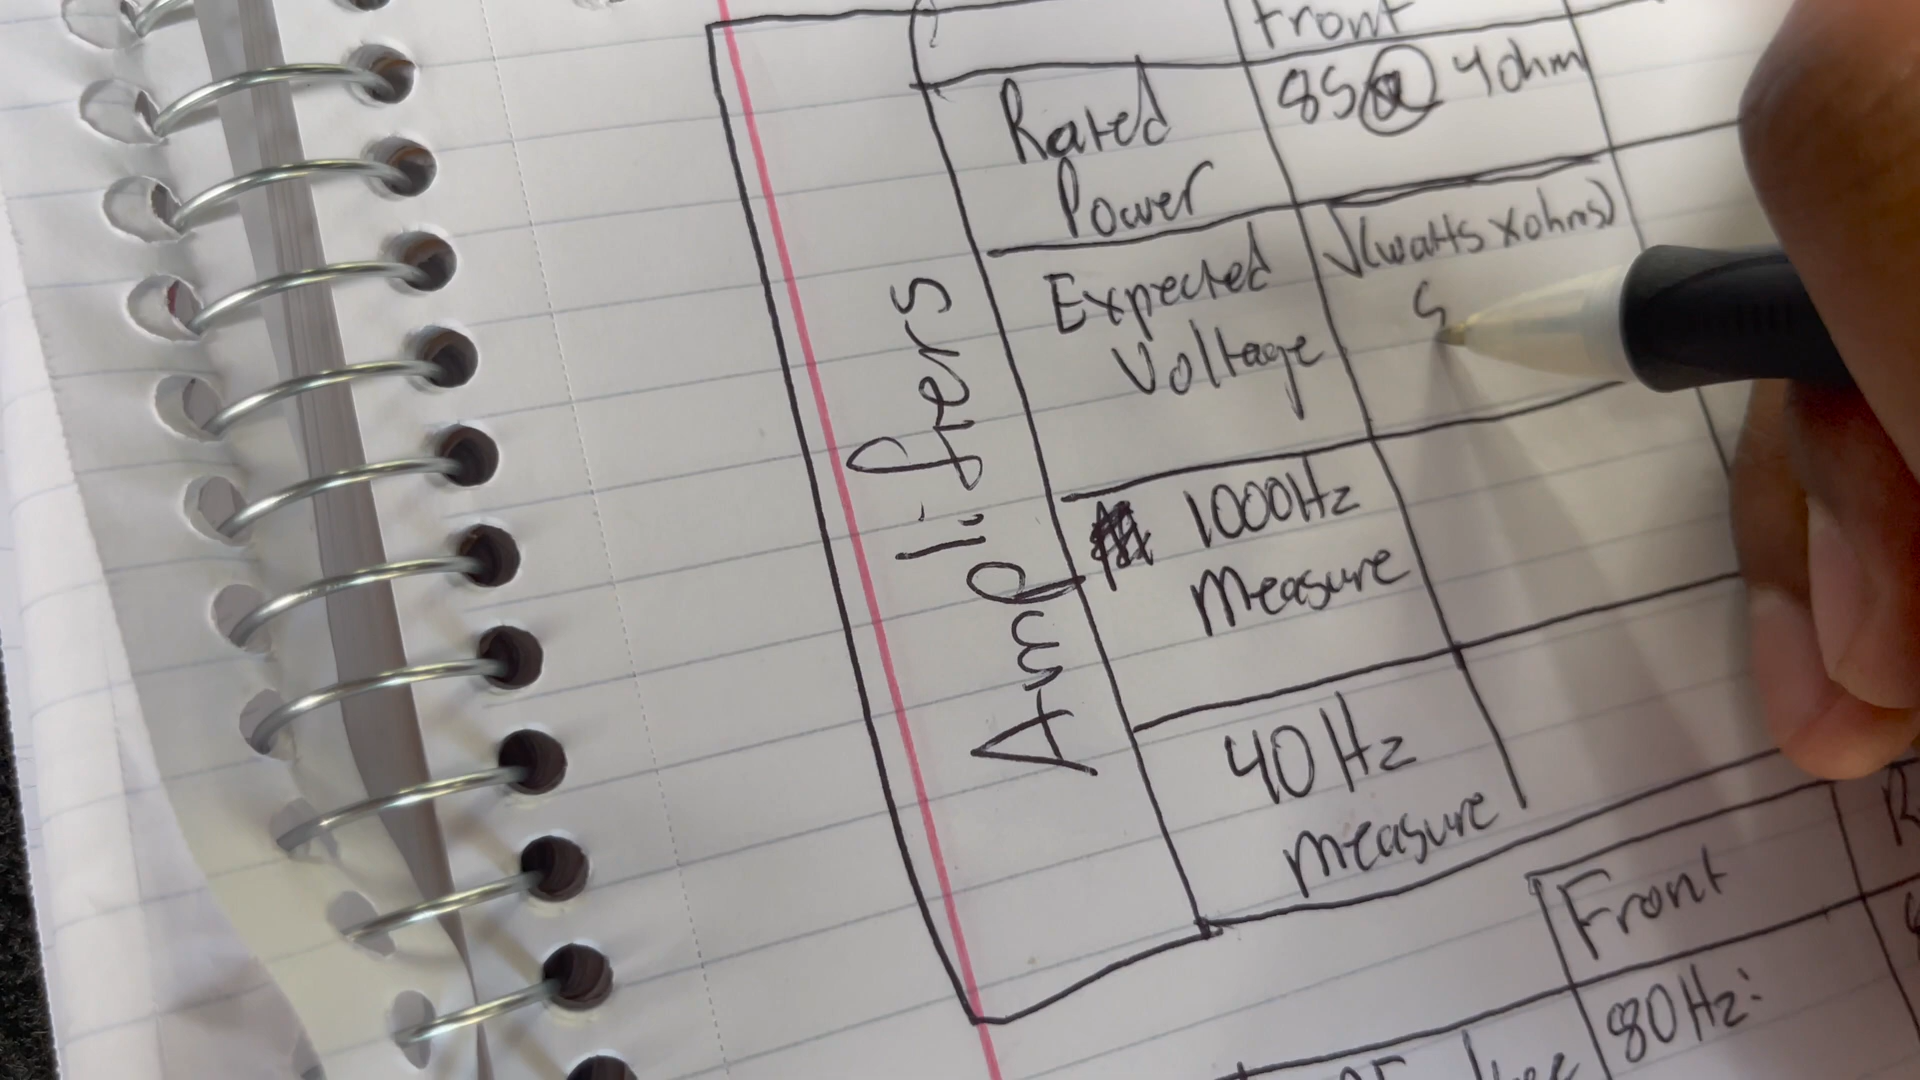 Front
Rated
Power
85@ 4ohm
Expected
Voltage
√(watts x ohms)
Amplifiers
1000Hz
Measure
40Hz
measure
Front
80Hz: